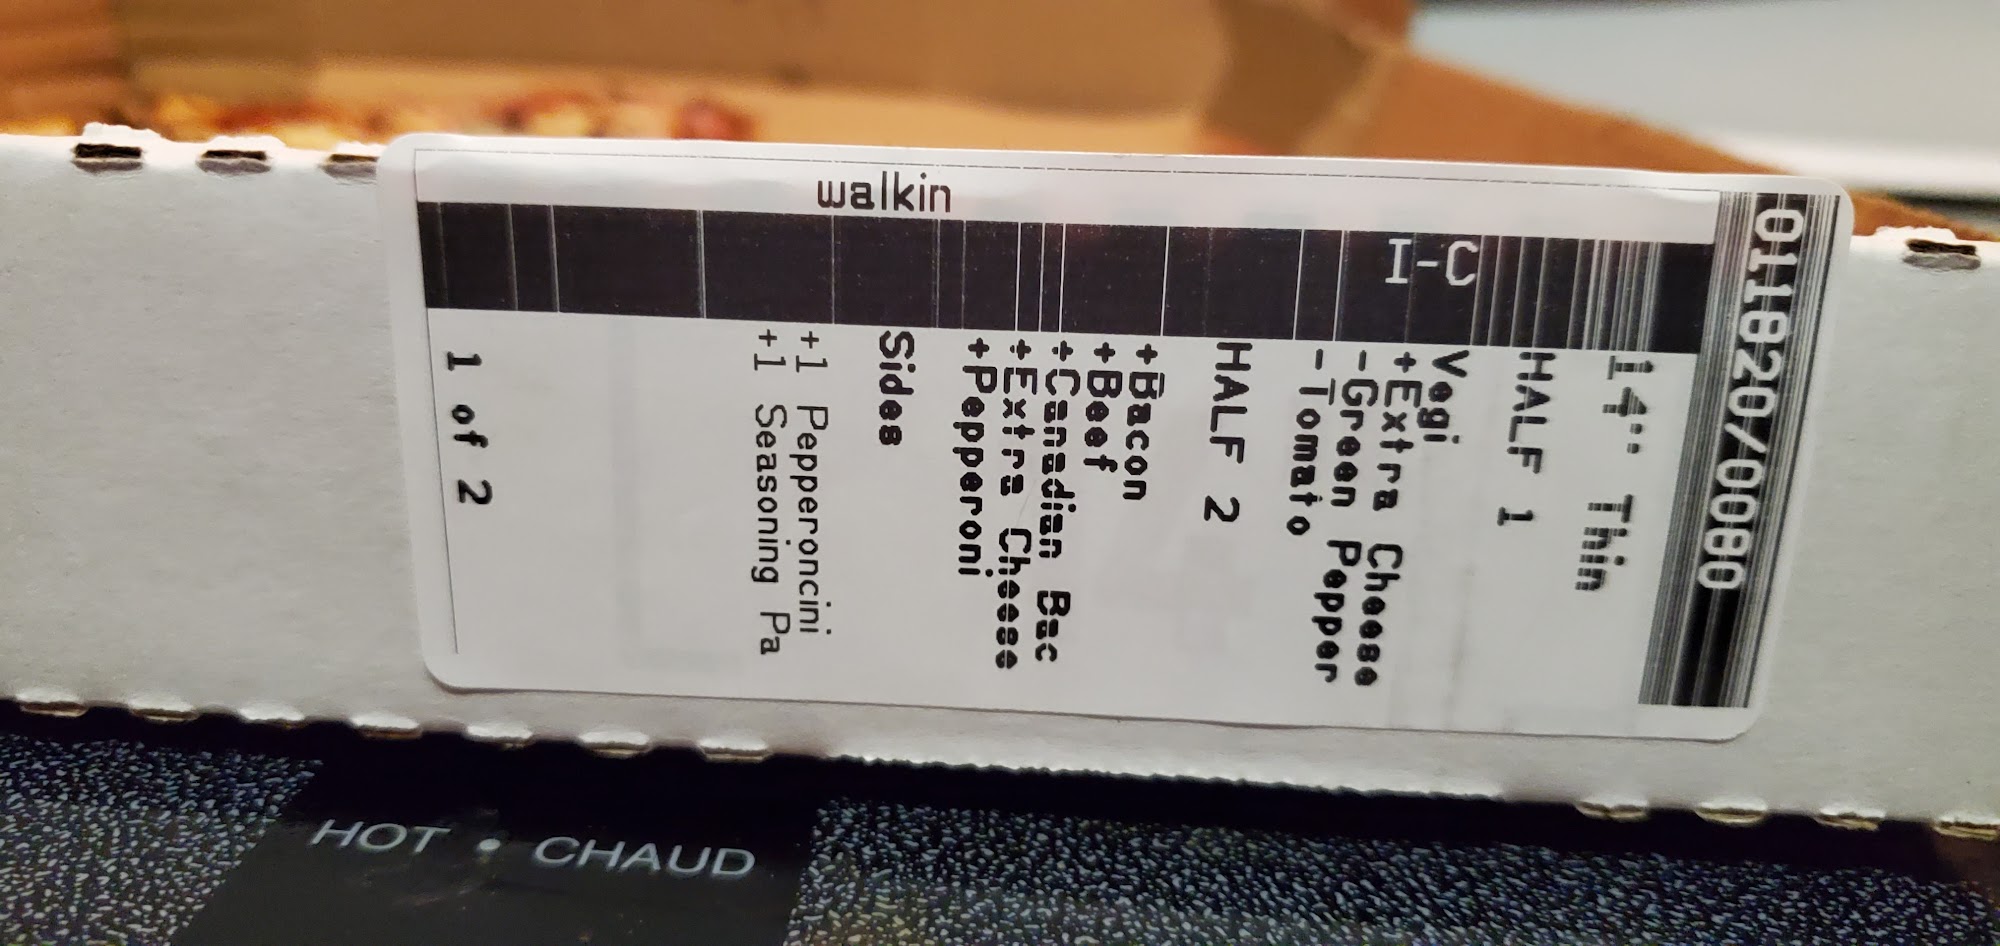 011820/0080
14" Thin
HALF 1
I-C
Vegi
+Extra Cheese
-Green Pepper
-Tomato
HALF 2
+Bacon
+Beef
+Canadian Bac
+Extra Cheese
+Pepperoni
Sides
+1 Pepperoncini
+1 Seasoning Pa
1 of 2
walkin
HOT • CHAUD